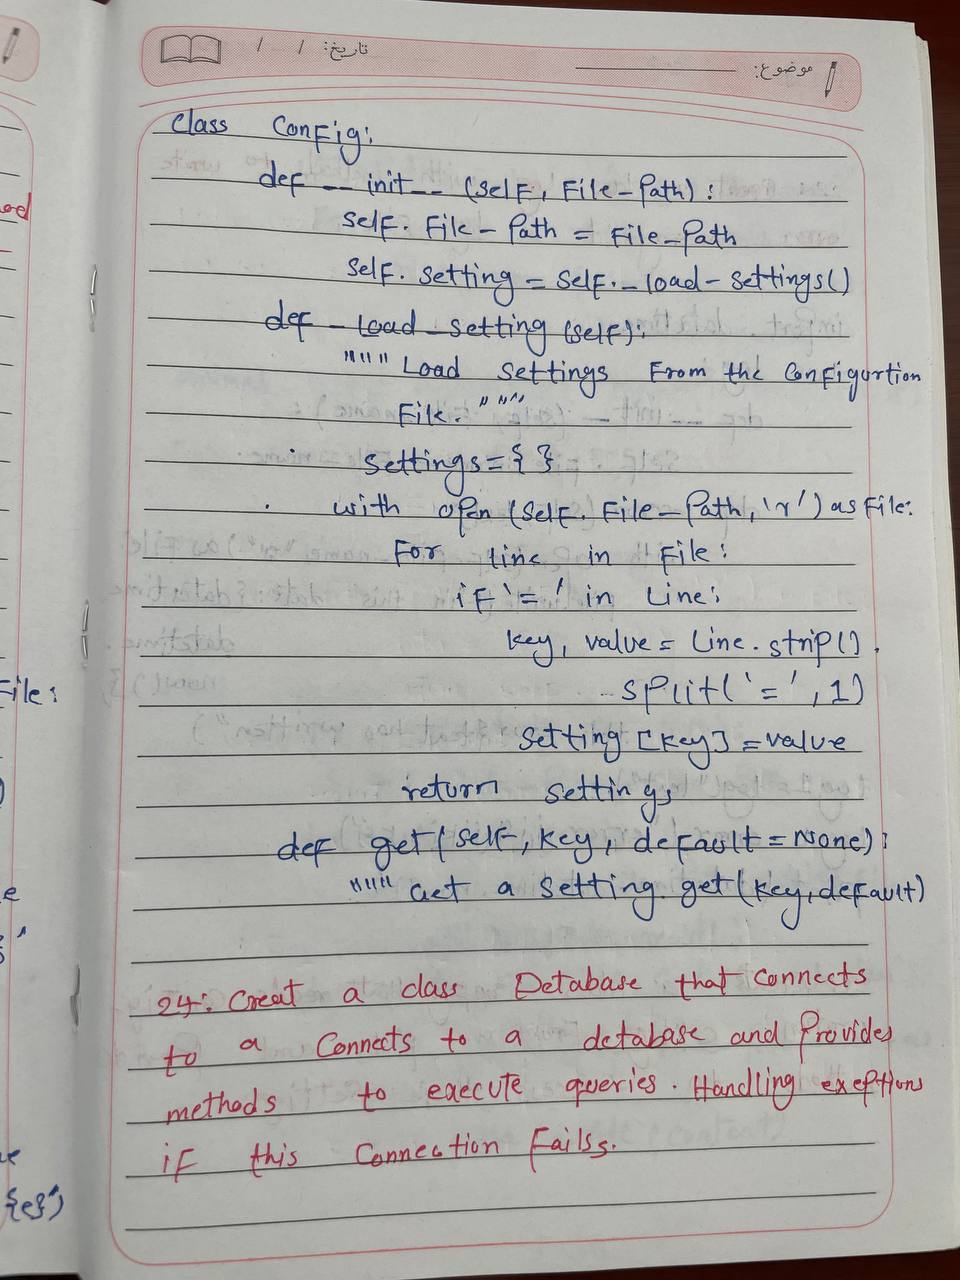 تاریخ: / /
موضوع:
class Config:
def __init__ (self, File-Path):
self. File-Path = File-Path
self. setting = self._load-settings()
def _load_setting (self):
""" Load settings From the Configurtion
File. """
settings={ }
with open (self. File-Path, 'r') as File:
For line in File:
if '=' in Line:
key, value = Line. strip().
split('=', 1)
setting [key] = value
return settings
def get(self, key, default = None):
""" Get a setting. get(key, default)
24: Creat a class Detabase that connects
to a Connects to a detabase and Provides
methods to execute queries. Handling exeptions
iF this Connection Failss.
File:
{e}")